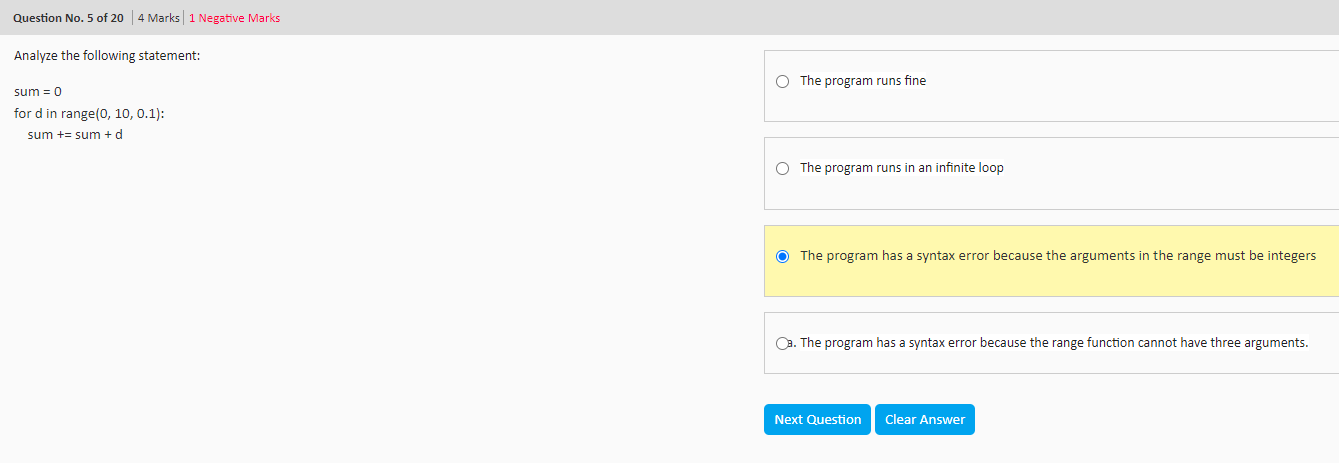 Question No. 5 of 20 4 Marks 1 Negative Marks
Analyze the following statement:
sum = 0
for d in range(0, 10, 0.1):
sum += sum + d
The program runs fine
The program runs in an infinite loop
The program has a syntax error because the arguments in the range must be integers
a. The program has a syntax error because the range function cannot have three arguments.
Next Question Clear Answer